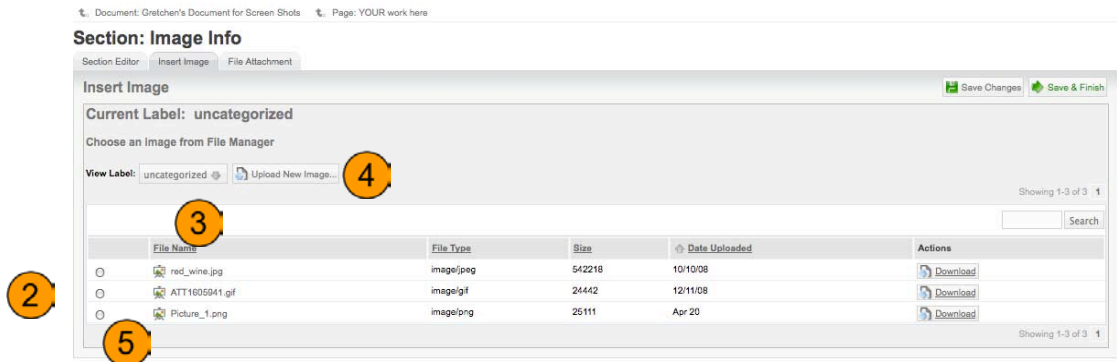 Document: Gretchen's Document for Screen Shots Page: YOUR work here
Section: Image Info
Section Editor Insert Image File Attachment
Insert Image Save Changes Save & Finish
Current Label: uncategorized
Choose an Image from File Manager
View Label: uncategorized Upload New Image... 4
Showing 1-3 of 3 1
3 Search
File Name File Type Size Date Uploaded Actions
red_wine.jpg image/jpeg 542218 10/10/08 Download
2 ATT1605941.gif image/gif 24442 12/11/08 Download
Picture_1.png image/png 25111 Apr 20 Download
5 Showing 1-3 of 3 1